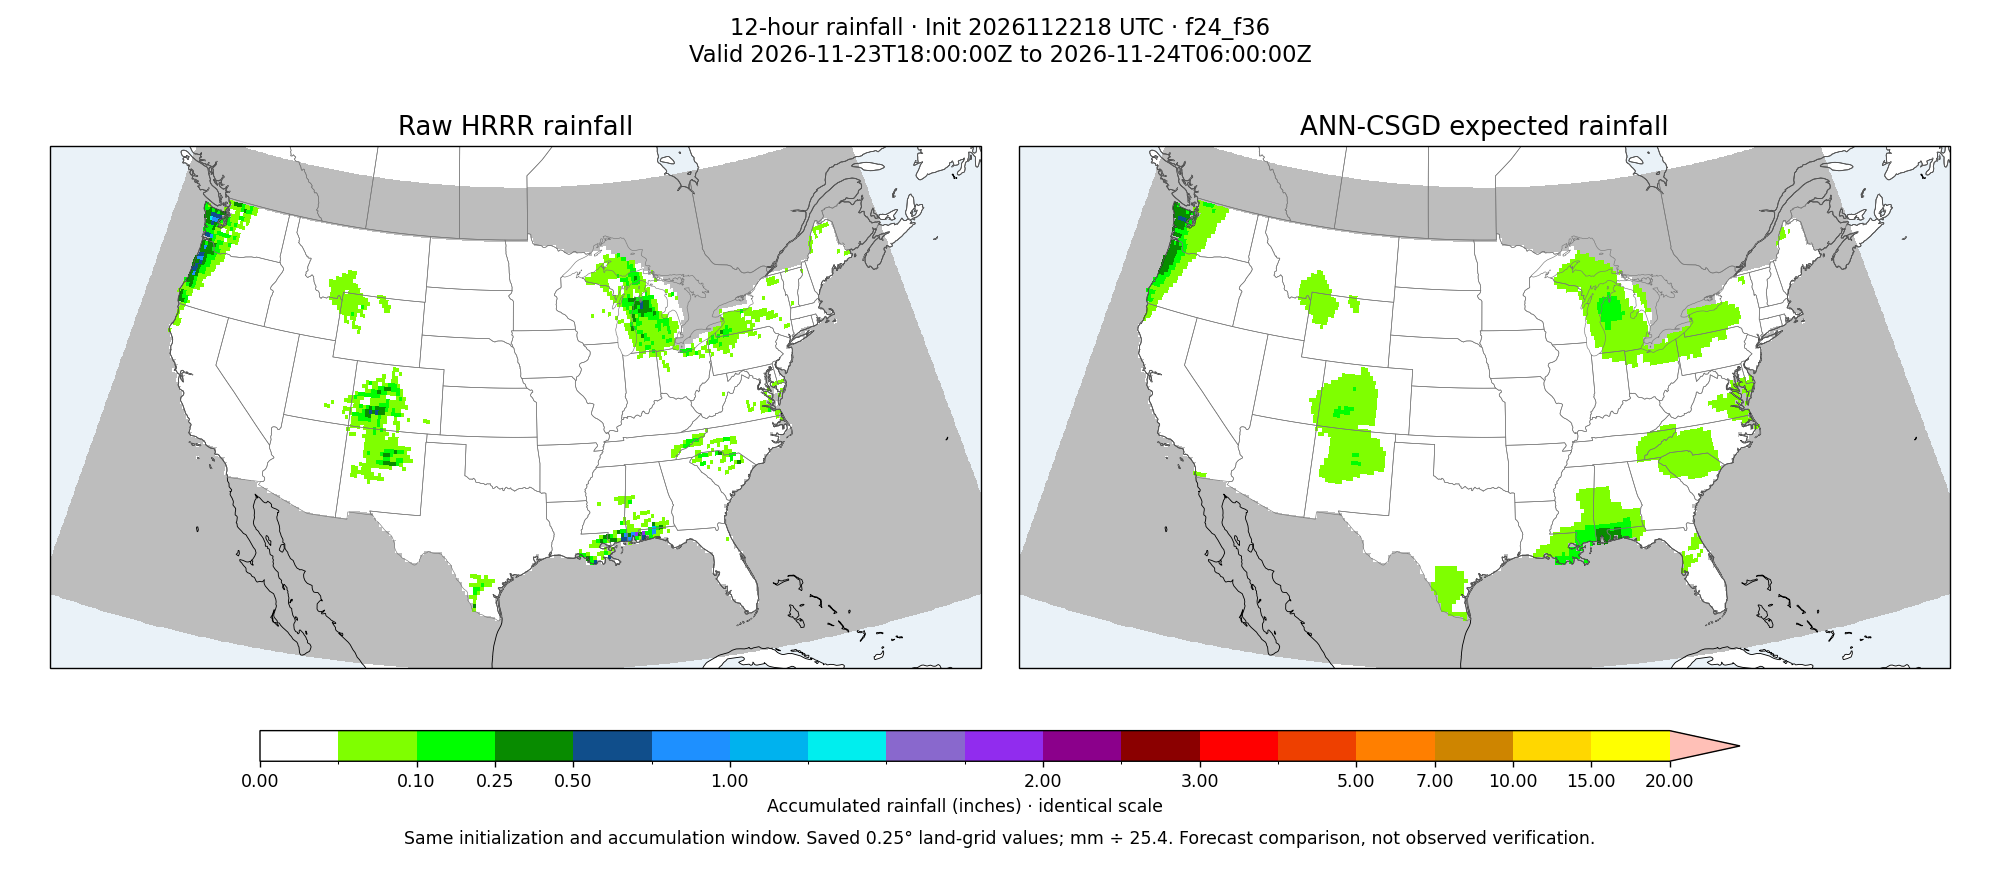 12-hour rainfall · Init 2026112218 UTC · f24_f36
Valid 2026-11-23T18:00:00Z to 2026-11-24T06:00:00Z
Raw HRRR rainfall
ANN-CSGD expected rainfall
0.00 0.10 0.25 0.50 1.00 2.00 3.00 5.00 7.00 10.00 15.00 20.00
Accumulated rainfall (inches) · identical scale
Same initialization and accumulation window. Saved 0.25° land-grid values; mm ÷ 25.4. Forecast comparison, not observed verification.